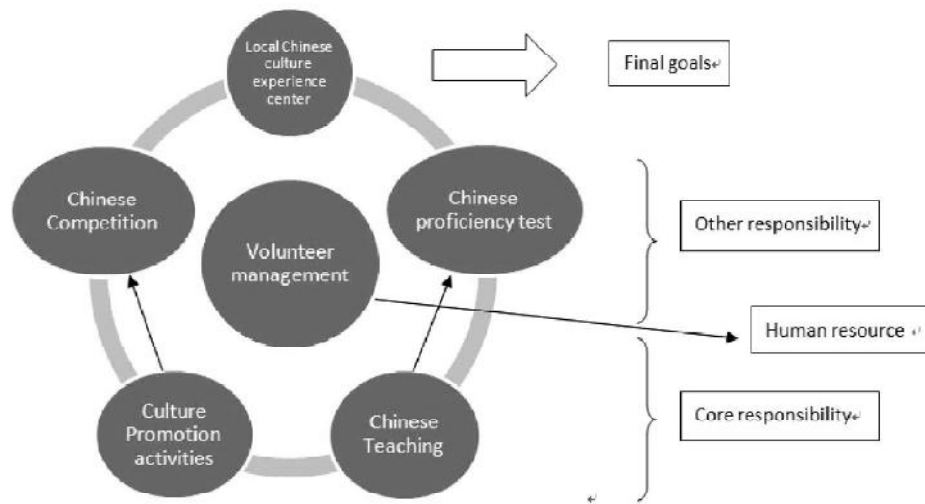 Local Chinese
culture
experience
center
Final goals
Chinese
Competition
Chinese
proficiency test
Other responsibility
Volunteer
management
Human resource
Culture
Promotion
activities
Chinese
Teaching
Core responsibility